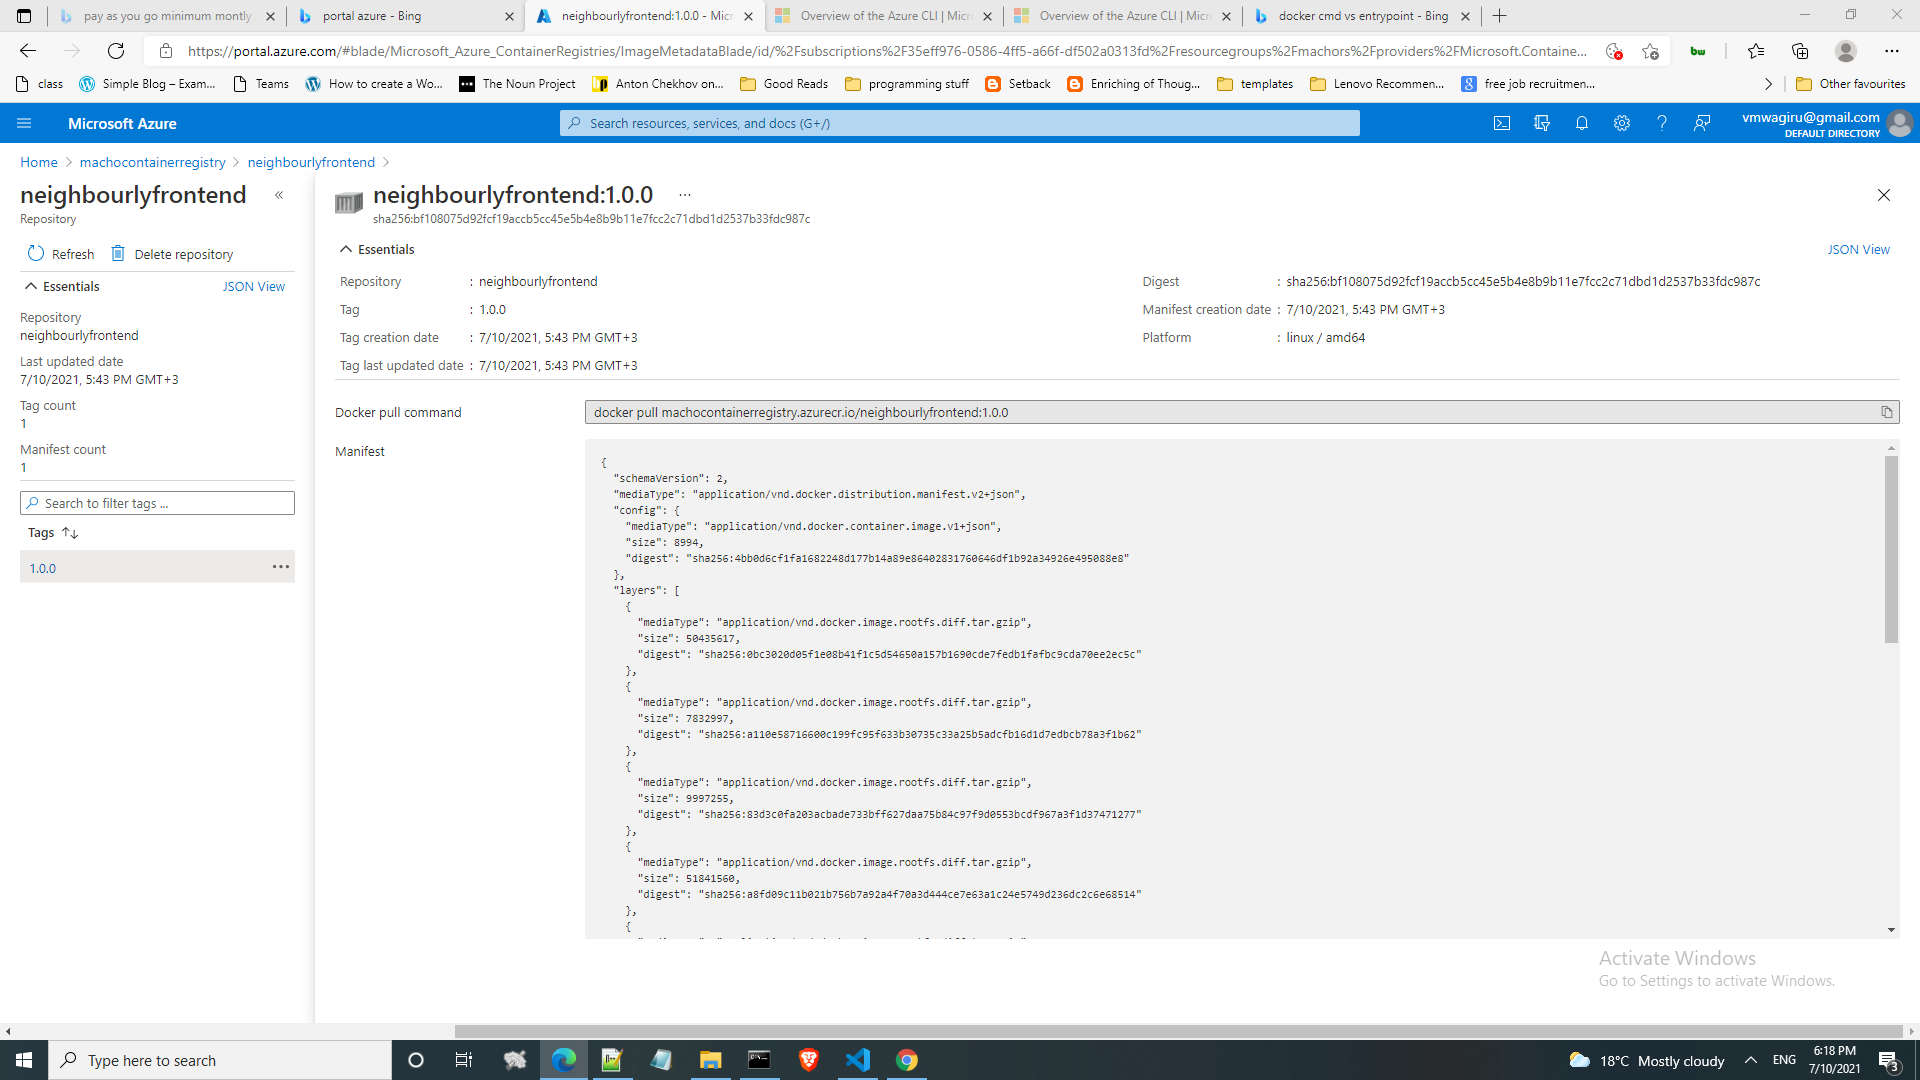 pay as you go minimum montly
portal azure - Bing
neighbourlyfrontend:1.0.0 - Micr
Overview of the Azure CLI | Micr
Overview of the Azure CLI | Micr
docker cmd vs entrypoint - Bing
https://portal.azure.com/#blade/Microsoft_Azure_ContainerRegistries/ImageMetadataBlade/id/%2Fsubscriptions%2F35eff976-0586-4ff5-a66f-df502a0313fd%2Fresourcegroups%2Fmachors%2Fproviders%2FMicrosoft.Containe...
bw
class
Simple Blog – Exam...
Teams
How to create a Wo...
The Noun Project
Anton Chekhov on...
Good Reads
programming stuff
Setback
Enriching of Thoug...
templates
Lenovo Recommen...
free job recruitmen...
Other favourites
Microsoft Azure
Search resources, services, and docs (G+/)
vmwagiru@gmail.com
DEFAULT DIRECTORY
Home > machocontainerregistry > neighbourlyfrontend >
neighbourlyfrontend
Repository
Refresh
Delete repository
Essentials
JSON View
Repository
neighbourlyfrontend
Last updated date
7/10/2021, 5:43 PM GMT+3
Tag count
1
Manifest count
1
Search to filter tags ...
Tags
1.0.0
neighbourlyfrontend:1.0.0
sha256:bf108075d92fcf19accb5cc45e5b4e8b9b11e7fcc2c71dbd1d2537b33fdc987c
Essentials
JSON View
Repository : neighbourlyfrontend
Tag : 1.0.0
Tag creation date : 7/10/2021, 5:43 PM GMT+3
Tag last updated date : 7/10/2021, 5:43 PM GMT+3
Digest : sha256:bf108075d92fcf19accb5cc45e5b4e8b9b11e7fcc2c71dbd1d2537b33fdc987c
Manifest creation date : 7/10/2021, 5:43 PM GMT+3
Platform : linux / amd64
Docker pull command
docker pull machocontainerregistry.azurecr.io/neighbourlyfrontend:1.0.0
Manifest
{
"schemaVersion": 2,
"mediaType": "application/vnd.docker.distribution.manifest.v2+json",
"config": {
"mediaType": "application/vnd.docker.container.image.v1+json",
"size": 8994,
"digest": "sha256:4bb0d6cf1fa1682248d177b14a89e86402831760646df1b92a34926e495088e8"
},
"layers": [
{
"mediaType": "application/vnd.docker.image.rootfs.diff.tar.gzip",
"size": 50435617,
"digest": "sha256:0bc3020d05f1e08b41f1c5d54650a157b1690cde7fedb1fafbc9cda70ee2ec5c"
},
{
"mediaType": "application/vnd.docker.image.rootfs.diff.tar.gzip",
"size": 7832997,
"digest": "sha256:a110e58716600c199fc95f633b30735c33a25b5adcfb16d1d7edbcb78a3f1b62"
},
{
"mediaType": "application/vnd.docker.image.rootfs.diff.tar.gzip",
"size": 9997255,
"digest": "sha256:83d3c0fa203acbade733bff627daa75b84c97f9d0553bcdf967a3f1d37471277"
},
{
"mediaType": "application/vnd.docker.image.rootfs.diff.tar.gzip",
"size": 51841560,
"digest": "sha256:a8fd09c11b021b756b7a92a4f70a3d444ce7e63a1c24e5749d236dc2c6e68514"
},
{
Activate Windows
Go to Settings to activate Windows.
Type here to search
18°C Mostly cloudy
ENG
6:18 PM
7/10/2021
3